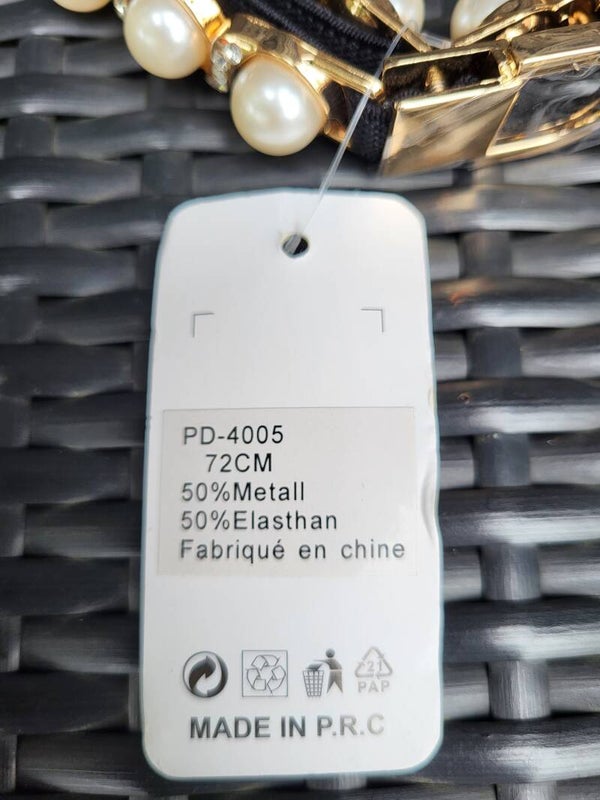 PD-4005
72CM
50%Metall
50%Elasthan
Fabriqué en chine
21
PAP
MADE IN P.R.C